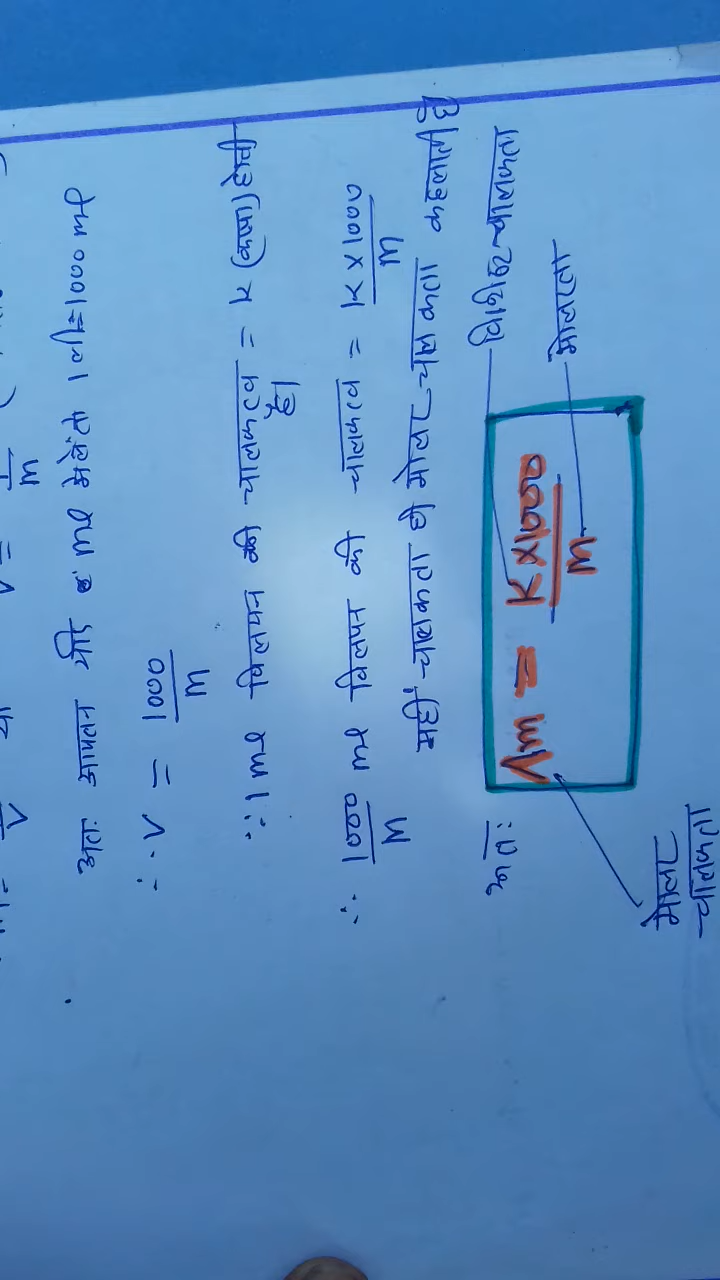 अतः आयतन यदि ml में लें तो 1 ली = 1000 ml
∴ V = 1000/M
∵ 1 ml विलयन की चालकत्व = K (कप्पा) होती
है।
∴ 1000/M ml विलयन की चालकत्व = K×1000/M
यही चालकता ही मोलर चालकता कहलाती है
अतः
विशिष्ट चालकता
Λm = K×1000/M
मोलरता
मोलर
चालकता